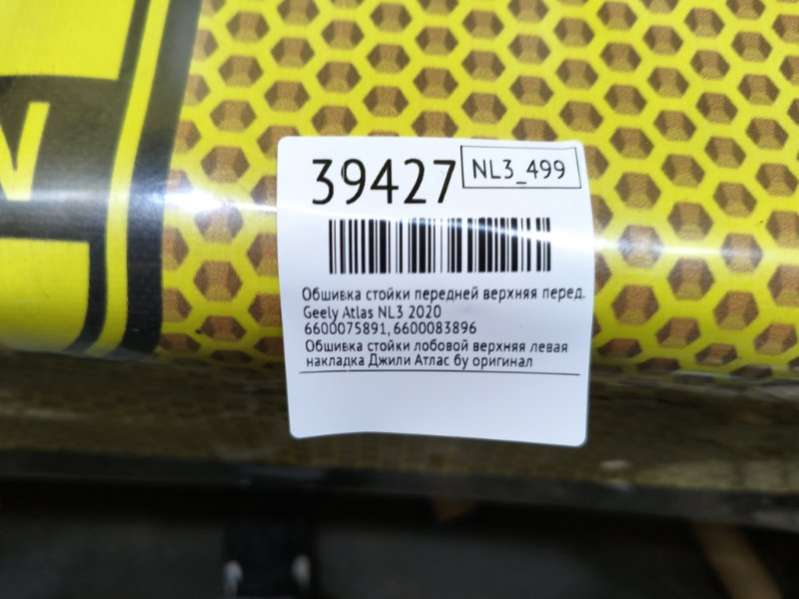 39427
NL3_499
Обшивка стойки передней верхняя перед.
Geely Atlas NL3 2020
6600075891, 6600083896
Обшивка стойки лобовой верхняя левая
накладка Джили Атлас бу оригинал